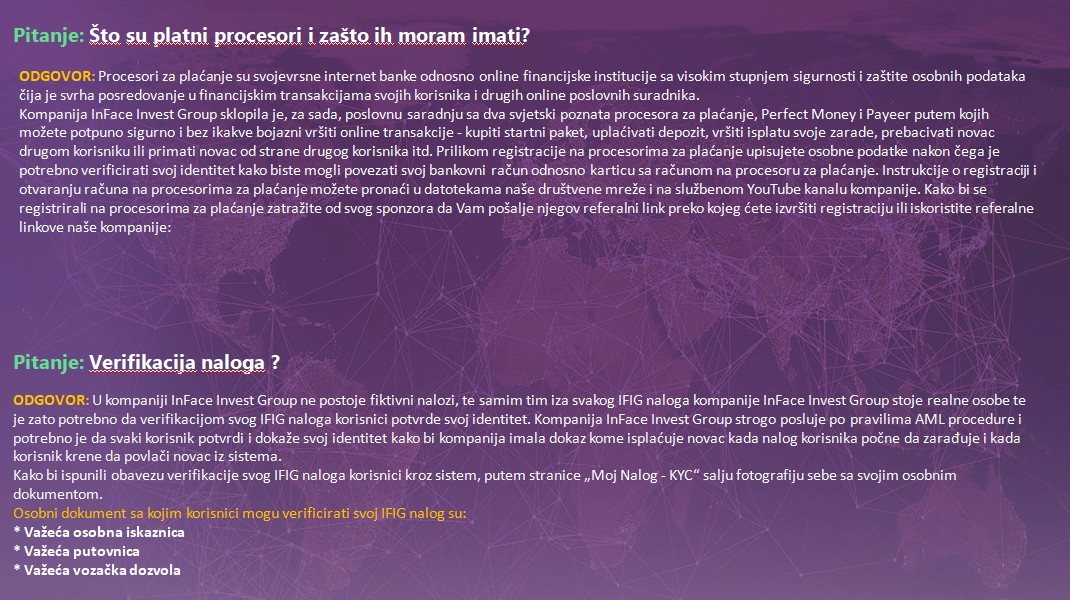 Pitanje: Što su platni procesori i zašto ih moram imati?
ODGOVOR: Procesori za plaćanje su svojevrsne internet banke odnosno online financijske institucije sa visokim stupnjem sigurnosti i zaštite osobnih podataka
čija je svrha posredovanje u financijskim transakcijama svojih korisnika i drugih online poslovnih suradnika.
Kompanija InFace Invest Group sklopila je, za sada, poslovnu saradnju sa dva svjetski poznata procesora za plaćanje, Perfect Money i Payeer putem kojih
možete potpuno sigurno i bez ikakve bojazni vršiti online transakcije - kupiti startni paket, uplaćivati depozit, vršiti isplatu svoje zarade, prebacivati novac
drugom korisniku ili primati novac od strane drugog korisnika itd. Prilikom registracije na procesorima za plaćanje upisujete osobne podatke nakon čega je
potrebno verificirati svoj identitet kako biste mogli povezati svoj bankovni račun odnosno karticu sa računom na procesoru za plaćanje. Instrukcije o registraciji i
otvaranju računa na procesorima za plaćanje možete pronaći u datotekama naše društvene mreže i na službenom YouTube kanalu kompanije. Kako bi se
registrirali na procesorima za plaćanje zatražite od svog sponzora da Vam pošalje njegov referalni link preko kojeg ćete izvršiti registraciju ili iskoristite referalne
linkove naše kompanije:
Pitanje: Verifikacija naloga ?
ODGOVOR: U kompaniji InFace Invest Group ne postoje fiktivni nalozi, te samim tim iza svakog IFIG naloga kompanije InFace Invest Group stoje realne osobe te
je zato potrebno da verifikacijom svog IFIG naloga korisnici potvrde svoj identitet. Kompanija InFace Invest Group strogo posluje po pravilima AML procedure i
potrebno je da svaki korisnik potvrdi i dokaže svoj identitet kako bi kompanija imala dokaz kome isplaćuje novac kada nalog korisnika počne da zarađuje i kada
korisnik krene da povlači novac iz sistema.
Kako bi ispunili obavezu verifikacije svog IFIG naloga korisnici kroz sistem, putem stranice „Moj Nalog - KYC“ salju fotografiju sebe sa svojim osobnim
dokumentom.
Osobni dokument sa kojim korisnici mogu verificirati svoj IFIG nalog su:
* Važeća osobna iskaznica
* Važeća putovnica
* Važeća vozačka dozvola